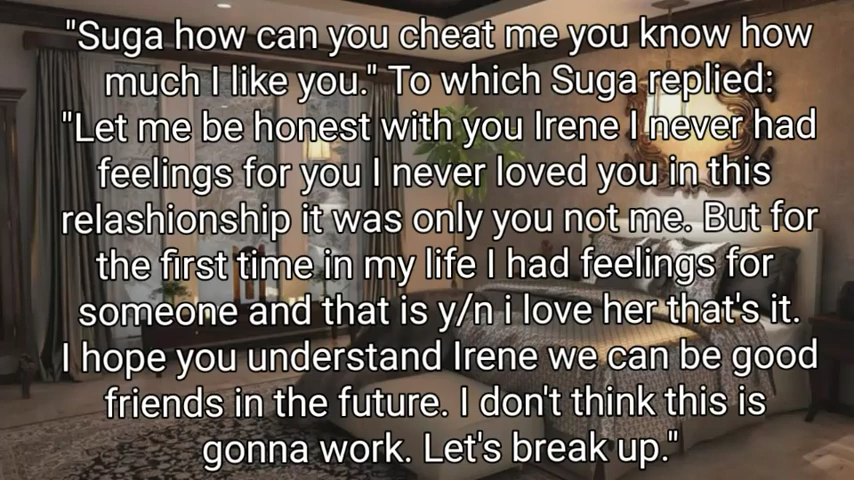 "Suga how can you cheat me you know how
much I like you." To which Suga replied:
"Let me be honest with you Irene I never had
feelings for you I never loved you in this
relashionship it was only you not me. But for
the first time in my life I had feelings for
someone and that is y/n i love her that's it.
I hope you understand Irene we can be good
friends in the future. I don't think this is
gonna work. Let's break up."